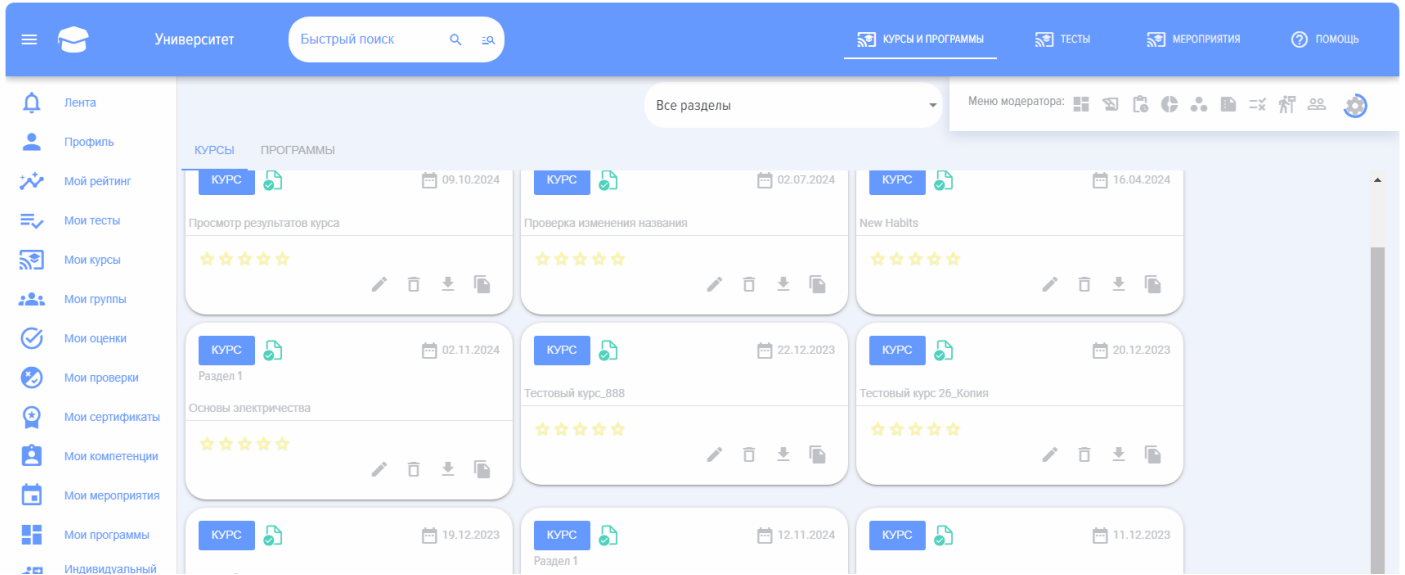 Университет
Быстрый поиск
КУРСЫ И ПРОГРАММЫ
ТЕСТЫ
МЕРОПРИЯТИЯ
ПОМОЩЬ
Лента
Профиль
Мой рейтинг
Мои тесты
Мои курсы
Мои группы
Мои оценки
Мои проверки
Мои сертификаты
Мои компетенции
Мои мероприятия
Мои программы
Индивидуальный
Все разделы
Меню модератора:
КУРСЫ
ПРОГРАММЫ
КУРС
09.10.2024
Просмотр результатов курса
КУРС
02.07.2024
Проверка изменения названия
КУРС
16.04.2024
New Habits
КУРС
02.11.2024
Раздел 1
Основы электричества
КУРС
22.12.2023
Тестовый курс_888
КУРС
20.12.2023
Тестовый курс 26_Копия
КУРС
19.12.2023
КУРС
12.11.2024
Раздел 1
КУРС
11.12.2023